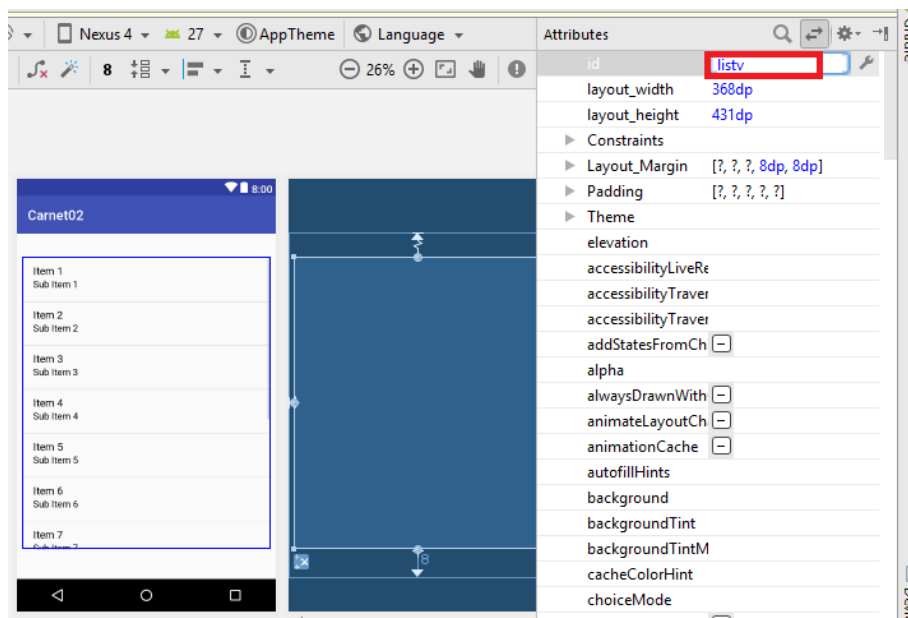 Nexus 4 27 AppTheme Language
8 26%
8:00
Carnet02
Item 1
Sub Item 1
Item 2
Sub Item 2
Item 3
Sub Item 3
Item 4
Sub Item 4
Item 5
Sub Item 5
Item 6
Sub Item 6
Item 7
Sub Item 7
8
Attributes
id listv
layout_width 368dp
layout_height 431dp
Constraints
Layout_Margin [?, ?, ?, 8dp, 8dp]
Padding [?, ?, ?, ?, ?]
Theme
elevation
accessibilityLiveRe
accessibilityTraver
accessibilityTraver
addStatesFromCh
alpha
alwaysDrawnWith
animateLayoutCh
animationCache
autofillHints
background
backgroundTint
backgroundTintM
cacheColorHint
choiceMode